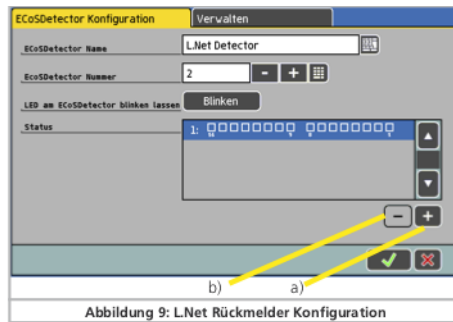 ECoSDetector Konfiguration
Verwalten
ECoSDetector Name
L.Net Detector
EcoSDetector Nummer
2
- +
LED am ECoSDetector blinken lassen
Blinken
Status
1:
- +
b) a)
Abbildung 9: L.Net Rückmelder Konfiguration